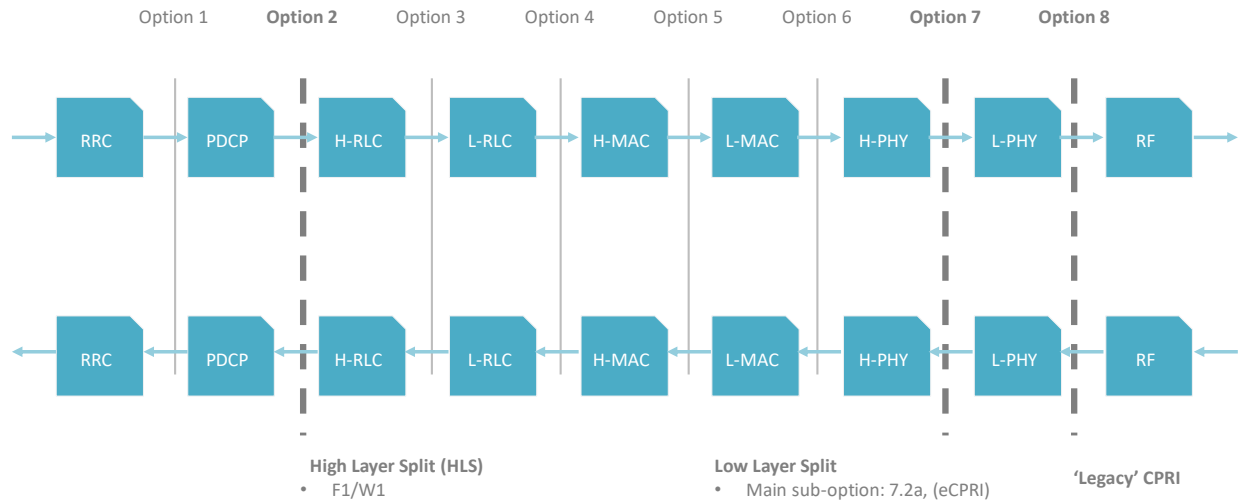 Option 1 Option 2 Option 3 Option 4 Option 5 Option 6 Option 7 Option 8
RRC PDCP H-RLC L-RLC H-MAC L-MAC H-PHY L-PHY RF
RRC PDCP H-RLC L-RLC H-MAC L-MAC H-PHY L-PHY RF
High Layer Split (HLS)
• F1/W1
Low Layer Split
• Main sub-option: 7.2a, (eCPRI)
‘Legacy’ CPRI